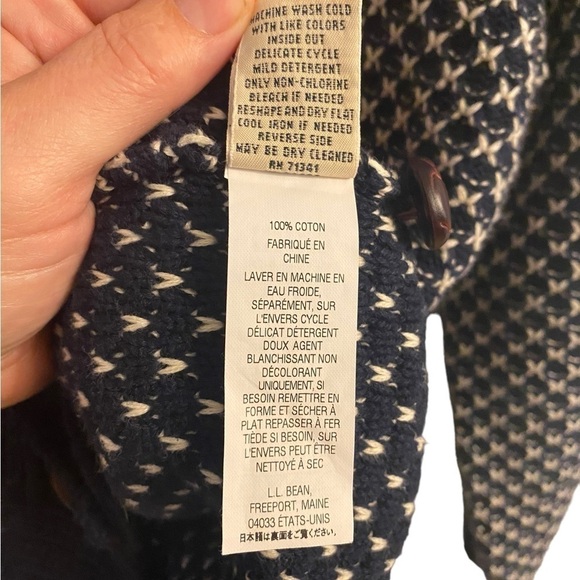 MACHINE WASH COLD
WITH LIKE COLORS
INSIDE OUT
DELICATE CYCLE
MILD DETERGENT
ONLY NON-CHLORINE
BLEACH IF NEEDED
RESHAPE AND DRY FLAT
COOL IRON IF NEEDED
REVERSE SIDE
MAY BE DRY CLEANED
RN 71341
100% COTON
FABRIQUÉ EN
CHINE
LAVER EN MACHINE EN
EAU FROIDE,
SÉPARÉMENT, SUR
L'ENVERS CYCLE
DÉLICAT DÉTERGENT
DOUX AGENT
BLANCHISSANT NON
DÉCOLORANT
UNIQUEMENT, SI
BESOIN REMETTRE EN
FORME ET SÉCHER À
PLAT REPASSER À FER
TIÉDE SI BESOIN, SUR
L'ENVERS PEUT ÊTRE
NETTOYÉ À SEC
L.L. BEAN,
FREEPORT, MAINE
04033 ÉTATS-UNIS
日本語は裏面をご覧ください。